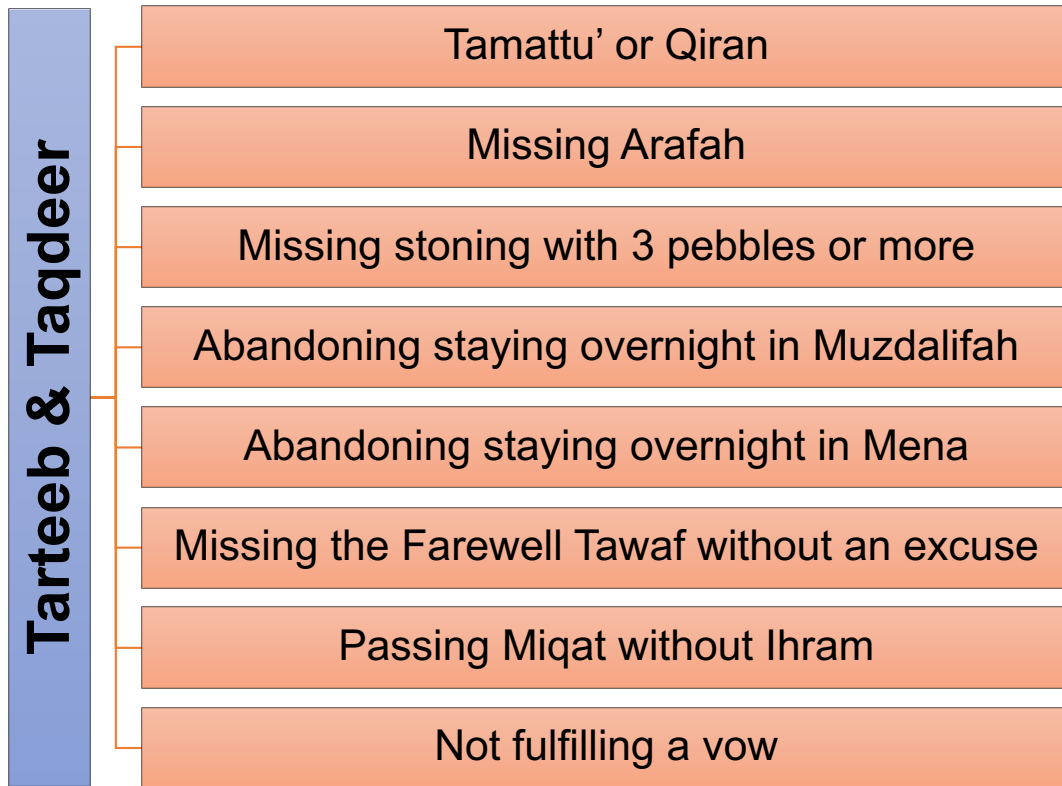 Tarteeb & Taqdeer
Tamattu’ or Qiran
Missing Arafah
Missing stoning with 3 pebbles or more
Abandoning staying overnight in Muzdalifah
Abandoning staying overnight in Mena
Missing the Farewell Tawaf without an excuse
Passing Miqat without Ihram
Not fulfilling a vow